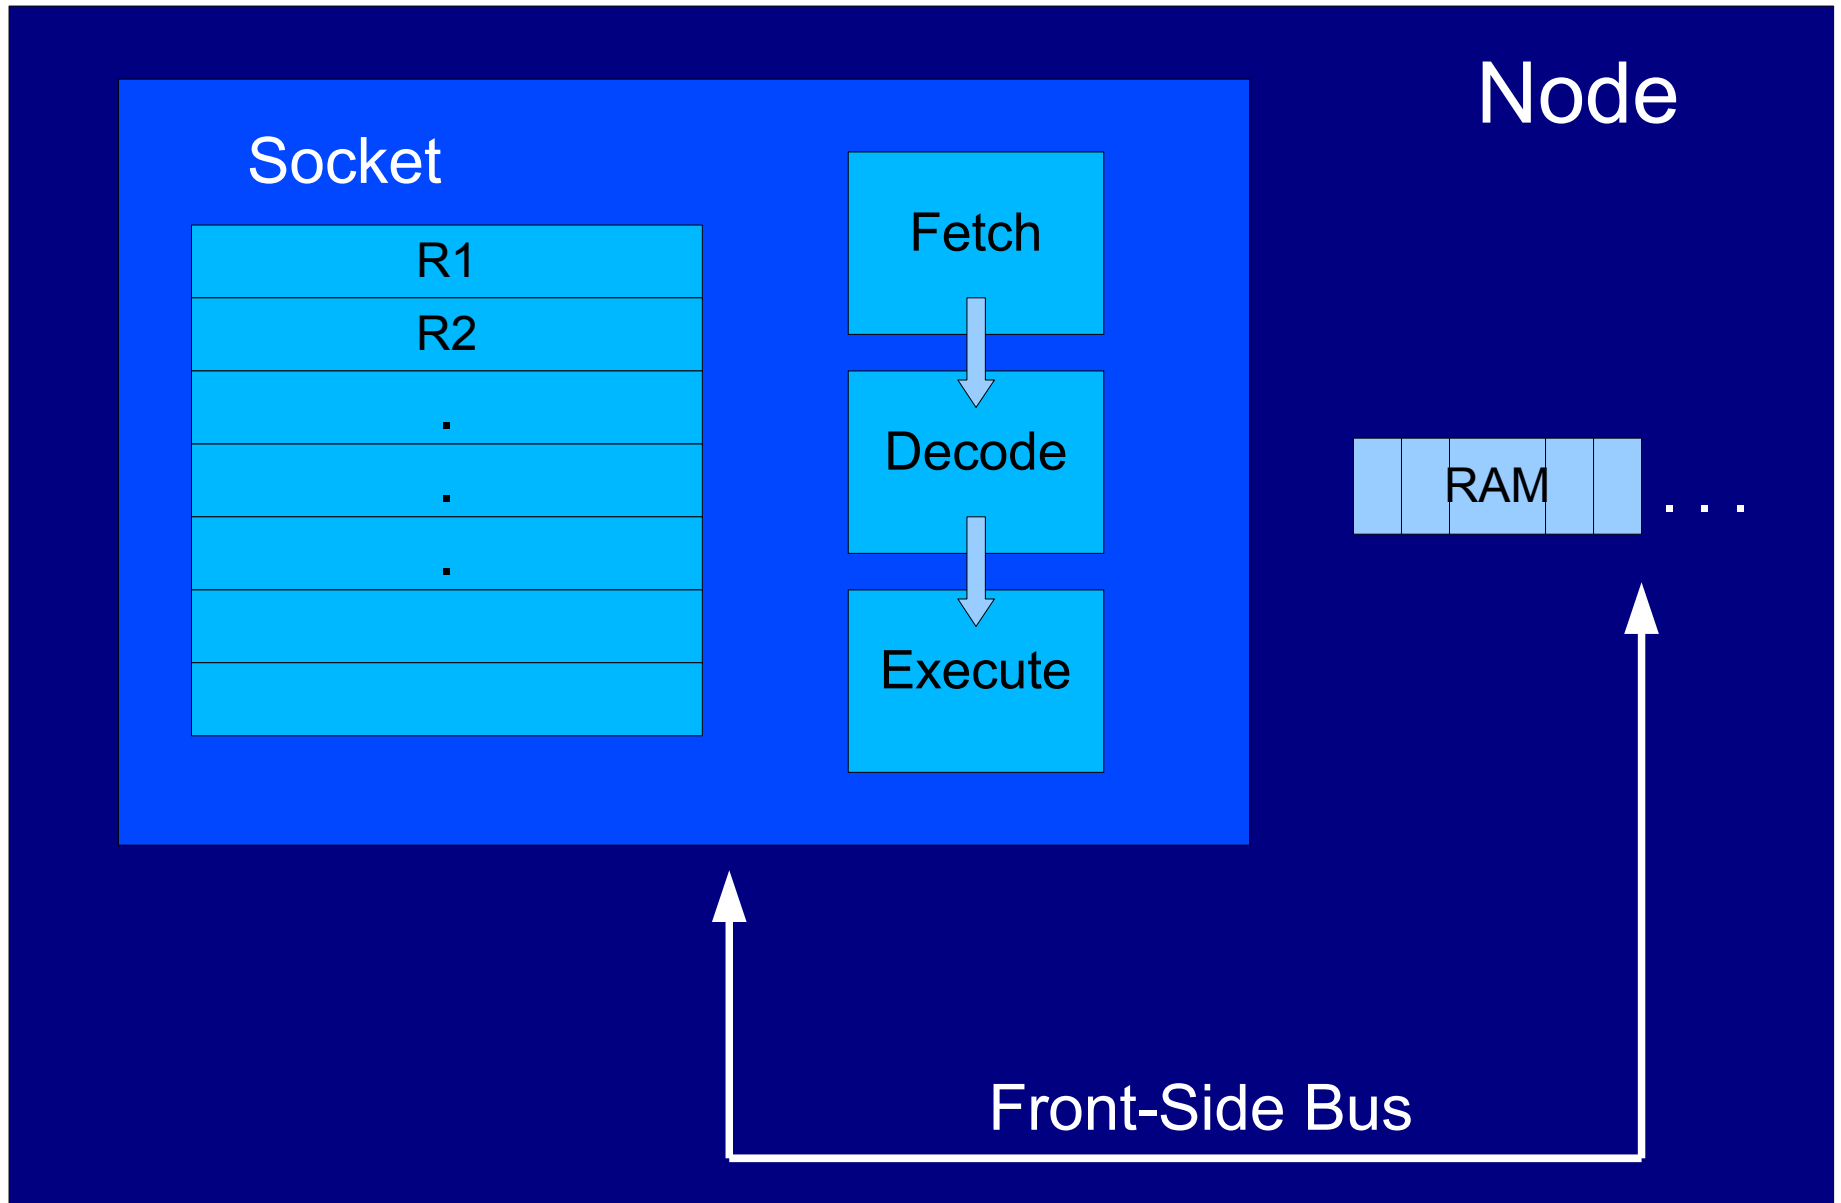 Node
Socket
R1
R2
.
.
.
Fetch
Decode
Execute
RAM
. . .
Front-Side Bus